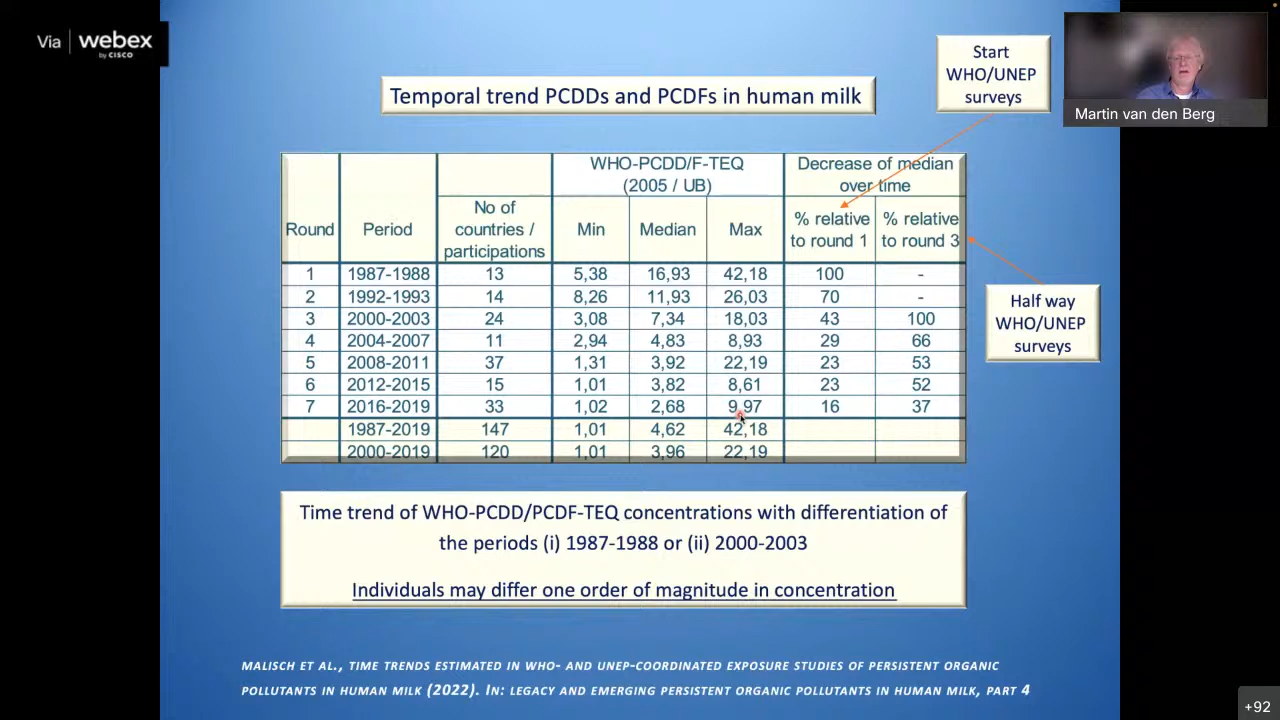 Via webex
by CISCO
Start
WHO/UNEP
surveys
Martin van den Berg
Temporal trend PCDDs and PCDFs in human milk
WHO-PCDD/F-TEQ
(2005 / UB)
Decrease of median
over time
Round
Period
No of
countries /
participations
Min
Median
Max
% relative
to round 1
% relative
to round 3
1 1987-1988 13 5,38 16,93 42,18 100 -
2 1992-1993 14 8,26 11,93 26,03 70 -
3 2000-2003 24 3,08 7,34 18,03 43 100
4 2004-2007 11 2,94 4,83 8,93 29 66
5 2008-2011 37 1,31 3,92 22,19 23 53
6 2012-2015 15 1,01 3,82 8,61 23 52
7 2016-2019 33 1,02 2,68 9,97 16 37
1987-2019 147 1,01 4,62 42,18
2000-2019 120 1,01 3,96 22,19
Half way
WHO/UNEP
surveys
Time trend of WHO-PCDD/PCDF-TEQ concentrations with differentiation of
the periods (i) 1987-1988 or (ii) 2000-2003
Individuals may differ one order of magnitude in concentration
MALISCH ET AL., TIME TRENDS ESTIMATED IN WHO- AND UNEP-COORDINATED EXPOSURE STUDIES OF PERSISTENT ORGANIC
POLLUTANTS IN HUMAN MILK (2022). IN: LEGACY AND EMERGING PERSISTENT ORGANIC POLLUTANTS IN HUMAN MILK, PART 4
+92